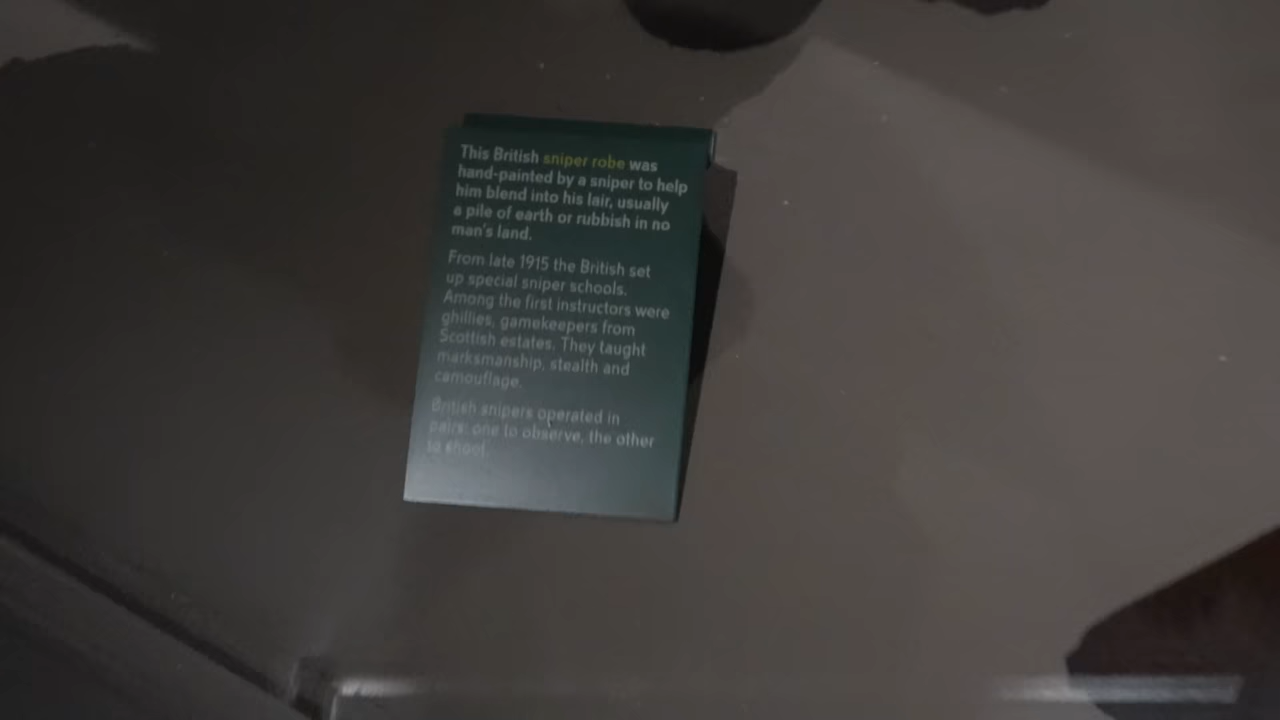 This British sniper robe was
hand-painted by a sniper to help
him blend into his lair, usually
a pile of earth or rubbish in no
man's land.
From late 1915 the British set
up special sniper schools.
Among the first instructors were
ghillies, gamekeepers from
Scottish estates. They taught
marksmanship, stealth and
camouflage.
British snipers operated in
pairs: one to observe, the other
to shoot.